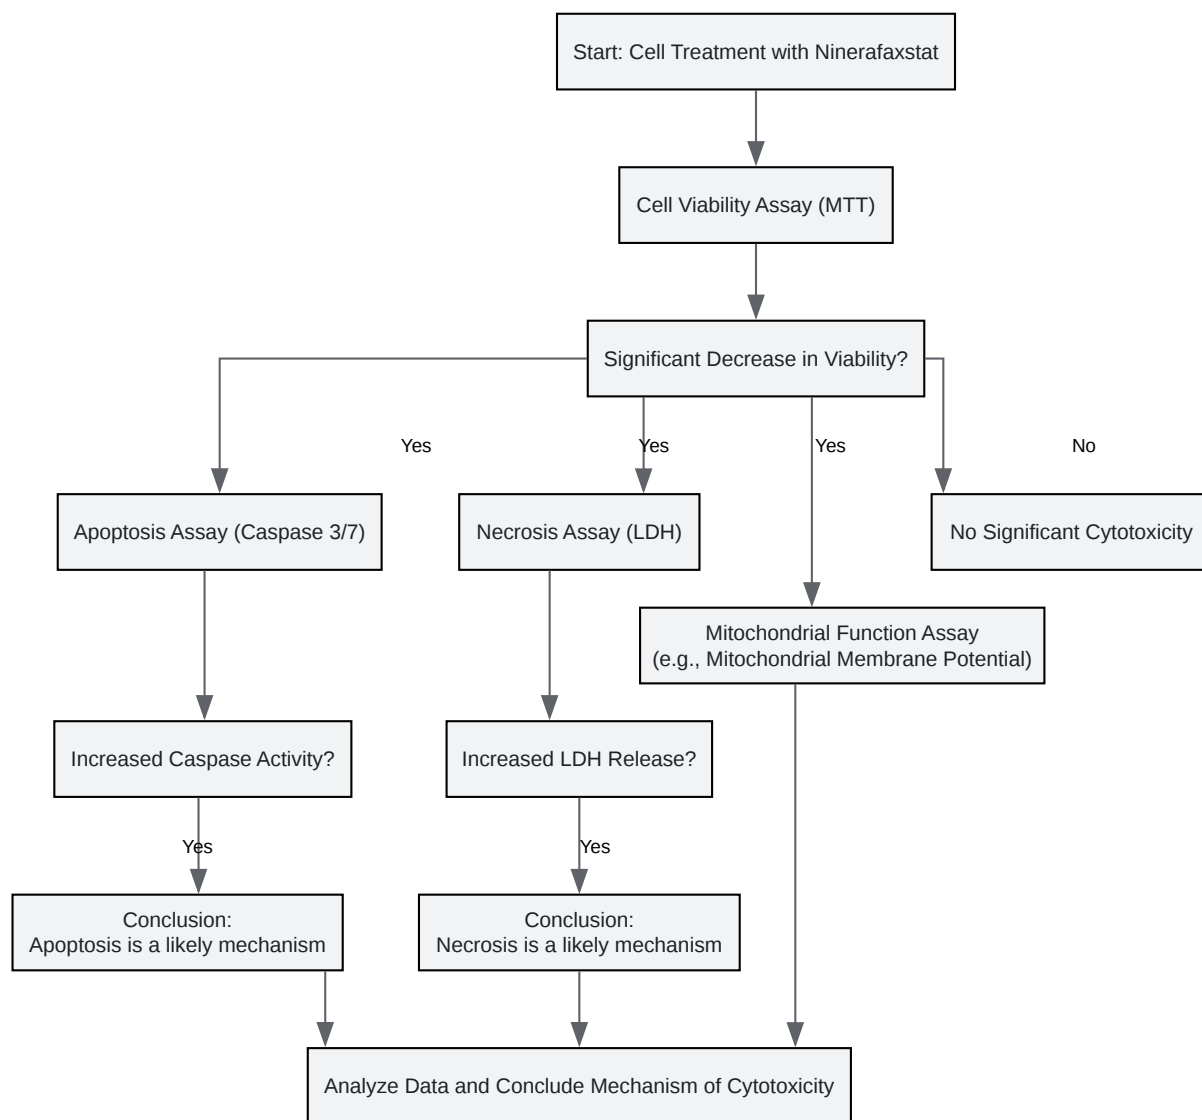 Start: Cell Treatment with Ninerafaxstat
Cell Viability Assay (MTT)
Significant Decrease in Viability?
Yes
Yes
Yes
No
Apoptosis Assay (Caspase 3/7)
Necrosis Assay (LDH)
No Significant Cytotoxicity
Mitochondrial Function Assay
(e.g., Mitochondrial Membrane Potential)
Increased Caspase Activity?
Increased LDH Release?
Yes
Yes
Conclusion:
Apoptosis is a likely mechanism
Conclusion:
Necrosis is a likely mechanism
Analyze Data and Conclude Mechanism of Cytotoxicity